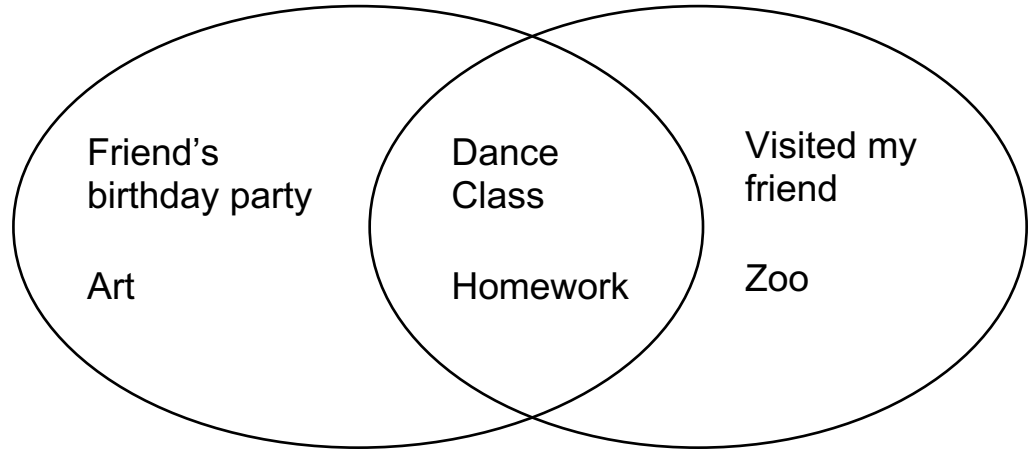 Friend’s
birthday party
Art
Dance
Class
Homework
Visited my
friend
Zoo